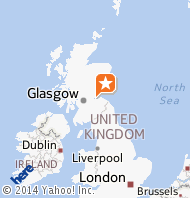 North
Sea
Glasgow
UNITED
KINGDOM
Dublin
IRELAND
Liverpool
here
London
Brussels
© 2014 Yahoo! Inc.